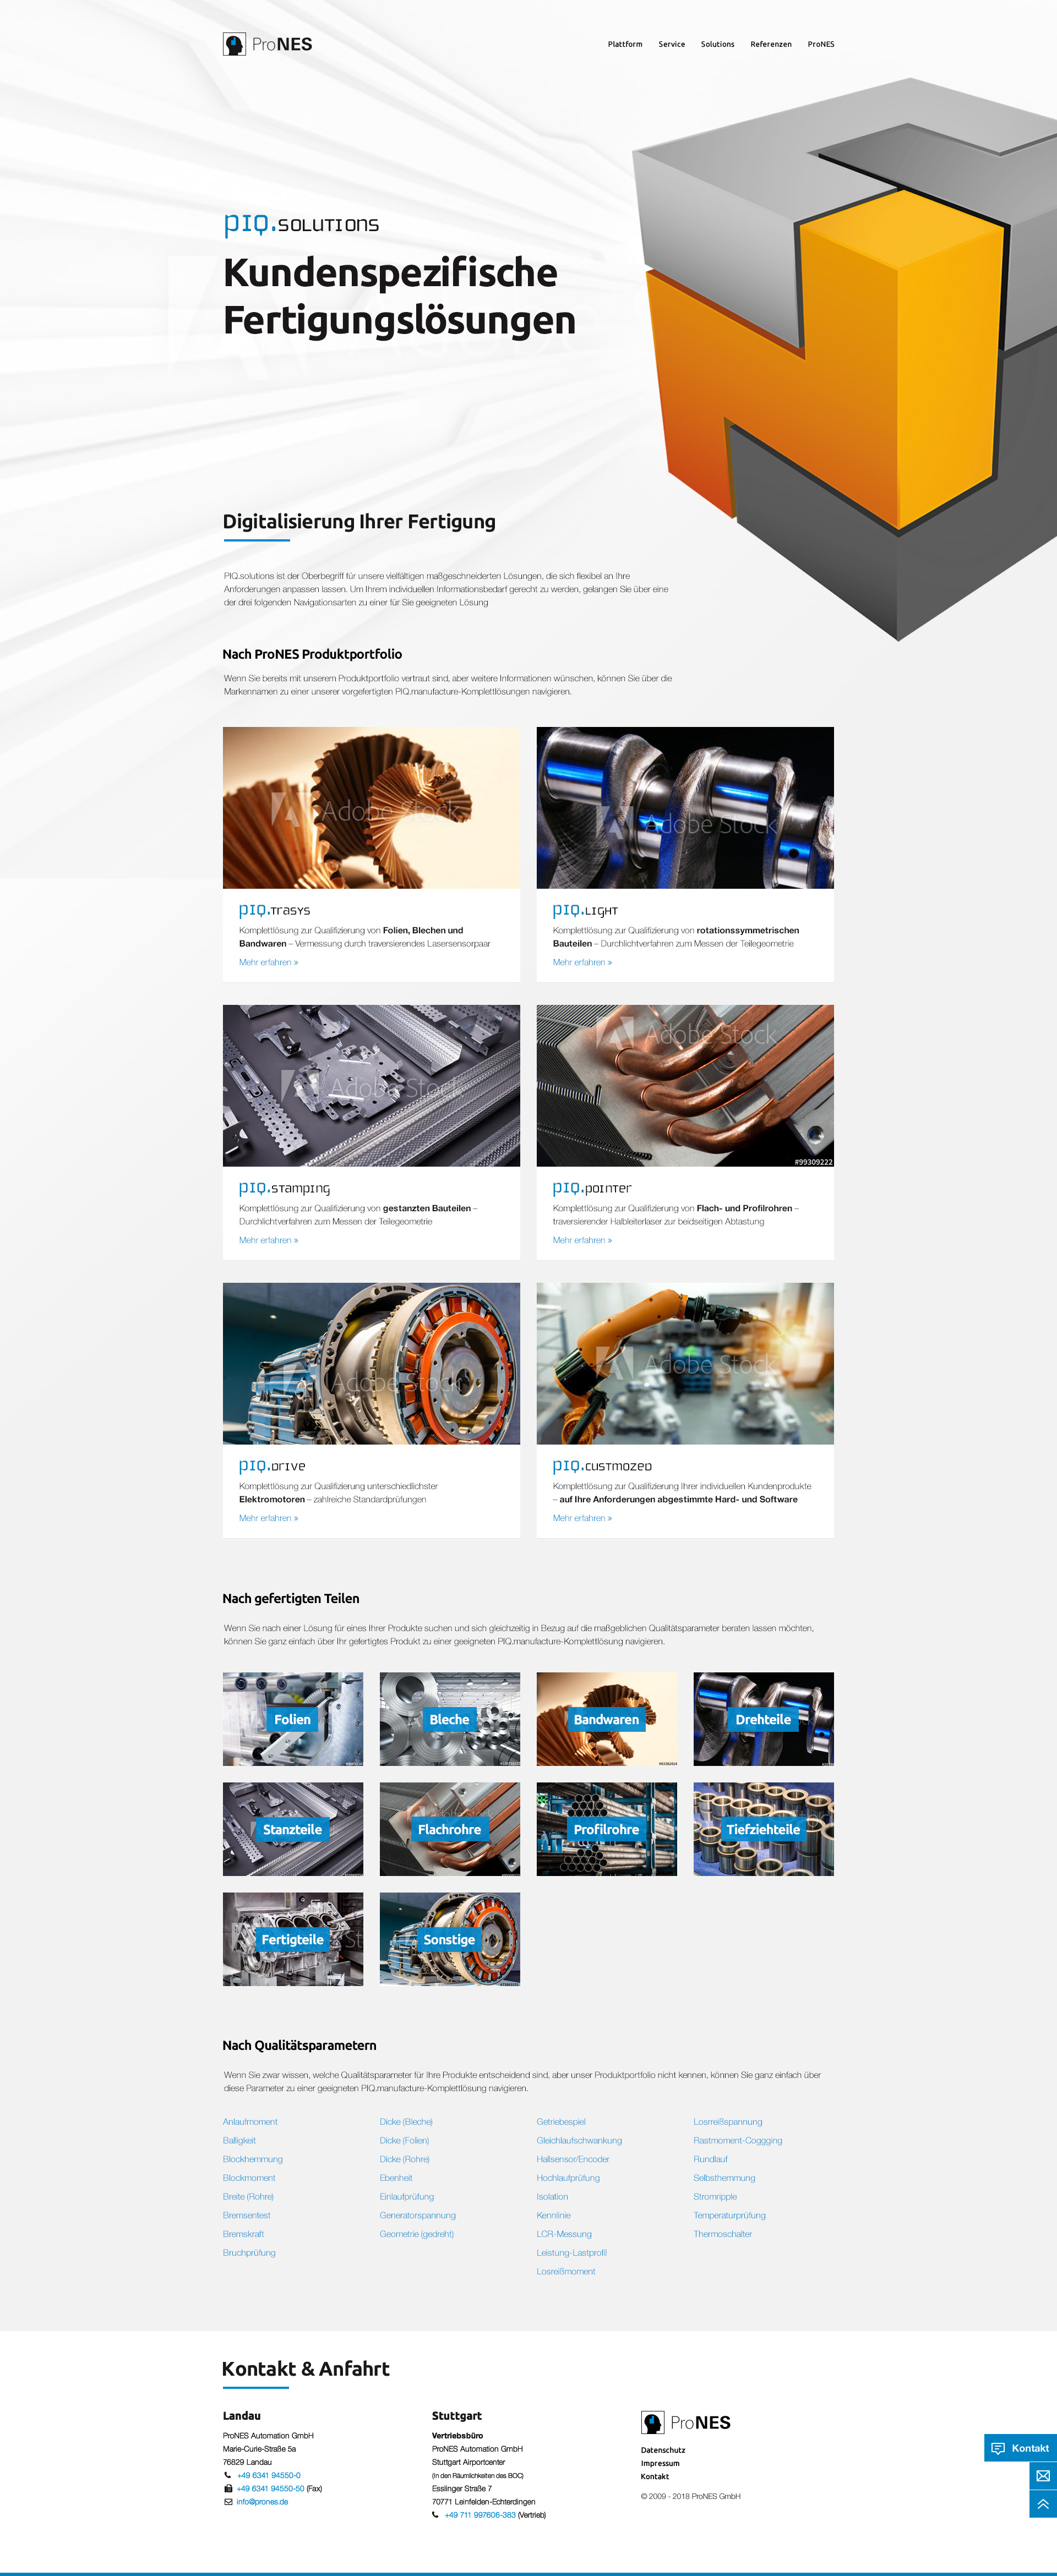 ProNES
Plattform Service Solutions Referenzen ProNES
PIQ.SOLUTIONS
Kundenspezifische
Fertigungslösungen
Digitalisierung Ihrer Fertigung
PIQ.solutions ist der Oberbegriff für unsere vielfältigen maßgeschneiderten Lösungen, die sich flexibel an Ihre
Anforderungen anpassen lassen. Um Ihrem individuellen Informationsbedarf gerecht zu werden, gelangen Sie über eine
der drei folgenden Navigationsarten zu einer für Sie geeigneten Lösung
Nach ProNES Produktportfolio
Wenn Sie bereits mit unserem Produktportfolio vertraut sind, aber weitere Informationen wünschen, können Sie über die
Markennamen zu einer unserer vorgefertigten PIQ.manufacture-Komplettlösungen navigieren.
Adobe Stock
PIQ.Trasys
Komplettlösung zur Qualifizierung von Folien, Blechen und
Bandwaren – Vermessung durch traversierendes Lasersensorpaar
Mehr erfahren »
Adobe Stock
PIQ.LIGHT
Komplettlösung zur Qualifizierung von rotationssymmetrischen
Bauteilen – Durchlichtverfahren zum Messen der Teilegeometrie
Mehr erfahren »
Adobe Stock
PIQ.stamping
Komplettlösung zur Qualifizierung von gestanzten Bauteilen –
Durchlichtverfahren zum Messen der Teilegeometrie
Mehr erfahren »
Adobe Stock
#99309222
PIQ.pointer
Komplettlösung zur Qualifizierung von Flach- und Profilrohren –
traversierender Halbleiterlaser zur beidseitigen Abtastung
Mehr erfahren »
Adobe Stock
PIQ.Drive
Komplettlösung zur Qualifizierung unterschiedlichster
Elektromotoren – zahlreiche Standardprüfungen
Mehr erfahren »
Adobe Stock
PIQ.custmozed
Komplettlösung zur Qualifizierung Ihrer individuellen Kundenprodukte
– auf Ihre Anforderungen abgestimmte Hard- und Software
Mehr erfahren »
Nach gefertigten Teilen
Wenn Sie nach einer Lösung für eines Ihrer Produkte suchen und sich gleichzeitig in Bezug auf die maßgeblichen Qualitätsparameter beraten lassen möchten,
können Sie ganz einfach über Ihr gefertigtes Produkt zu einer geeigneten PIQ.manufacture-Komplettlösung navigieren.
Folien
Bleche
Bandwaren
Drehteile
Stanzteile
Flachrohre
Profilrohre
Tiefziehteile
Fertigteile
Sonstige
Nach Qualitätsparametern
Wenn Sie zwar wissen, welche Qualitätsparameter für Ihre Produkte entscheidend sind, aber unser Produktportfolio nicht kennen, können Sie ganz einfach über
diese Parameter zu einer geeigneten PIQ.manufacture-Komplettlösung navigieren.
Anlaufmoment
Balligkeit
Blockhemmung
Blockmoment
Breite (Rohre)
Bremsentest
Bremskraft
Bruchprüfung
Dicke (Bleche)
Dicke (Folien)
Dicke (Rohre)
Ebenheit
Einlaufprüfung
Generatorspannung
Geometrie (gedreht)
Getriebespiel
Gleichlaufschwankung
Hallsensor/Encoder
Hochlaufprüfung
Isolation
Kennlinie
LCR-Messung
Leistung-Lastprofil
Losreißmoment
Losrreißspannung
Rastmoment-Coggging
Rundlauf
Selbsthemmung
Stromripple
Temperaturprüfung
Thermoschalter
Kontakt & Anfahrt
Landau
ProNES Automation GmbH
Marie-Curie-Straße 5a
76829 Landau
+49 6341 94550-0
+49 6341 94550-50 (Fax)
info@prones.de
Stuttgart
Vertriebsbüro
ProNES Automation GmbH
Stuttgart Airportcenter
(In den Räumlichkeiten des BOC)
Esslinger Straße 7
70771 Leinfelden-Echterdingen
+49 711 997606-383 (Vertrieb)
ProNES
Datenschutz
Impressum
Kontakt
© 2009 - 2018 ProNES GmbH
Kontakt